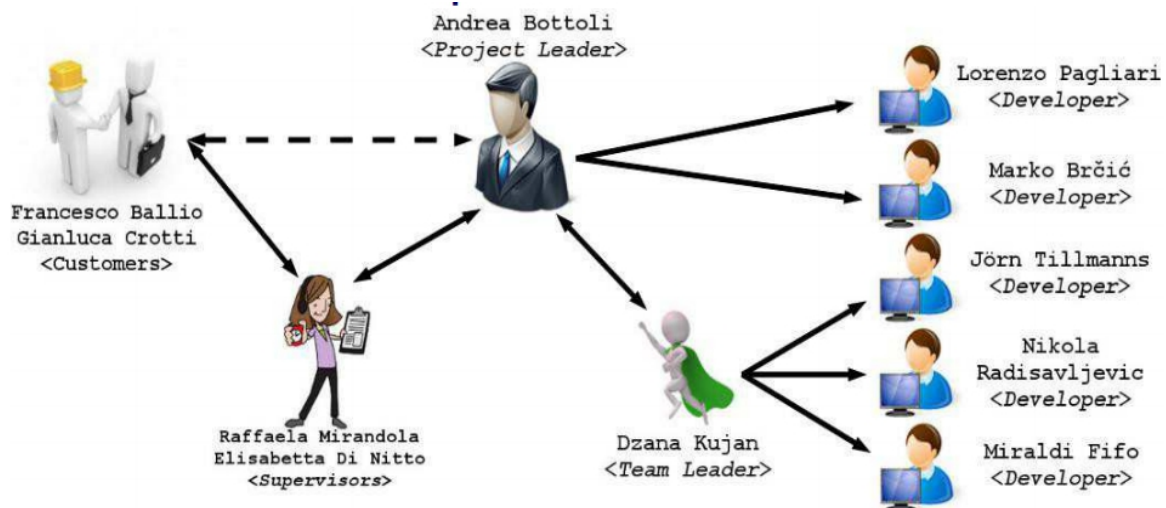 Andrea Bottoli
<Project Leader>
Francesco Ballio
Gianluca Crotti
<Customers>
Raffaela Mirandola
Elisabetta Di Nitto
<Supervisors>
Dzana Kujan
<Team Leader>
Lorenzo Pagliari
<Developer>
Marko Brčić
<Developer>
Jörn Tillmanns
<Developer>
Nikola
Radisavljevic
<Developer>
Miraldi Fifo
<Developer>